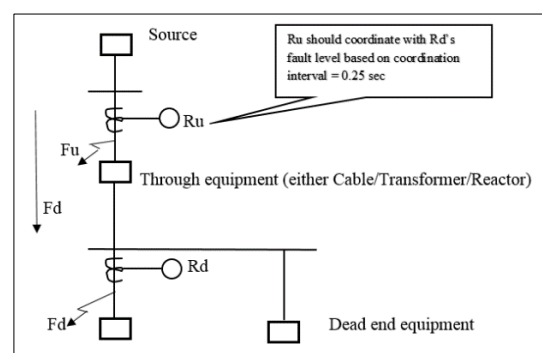 Source
Ru should coordinate with Rd's
fault level based on coordination
interval = 0.25 sec
Ru
Fu
Through equipment (either Cable/Transformer/Reactor)
Fd
Rd
Fd
Dead end equipment